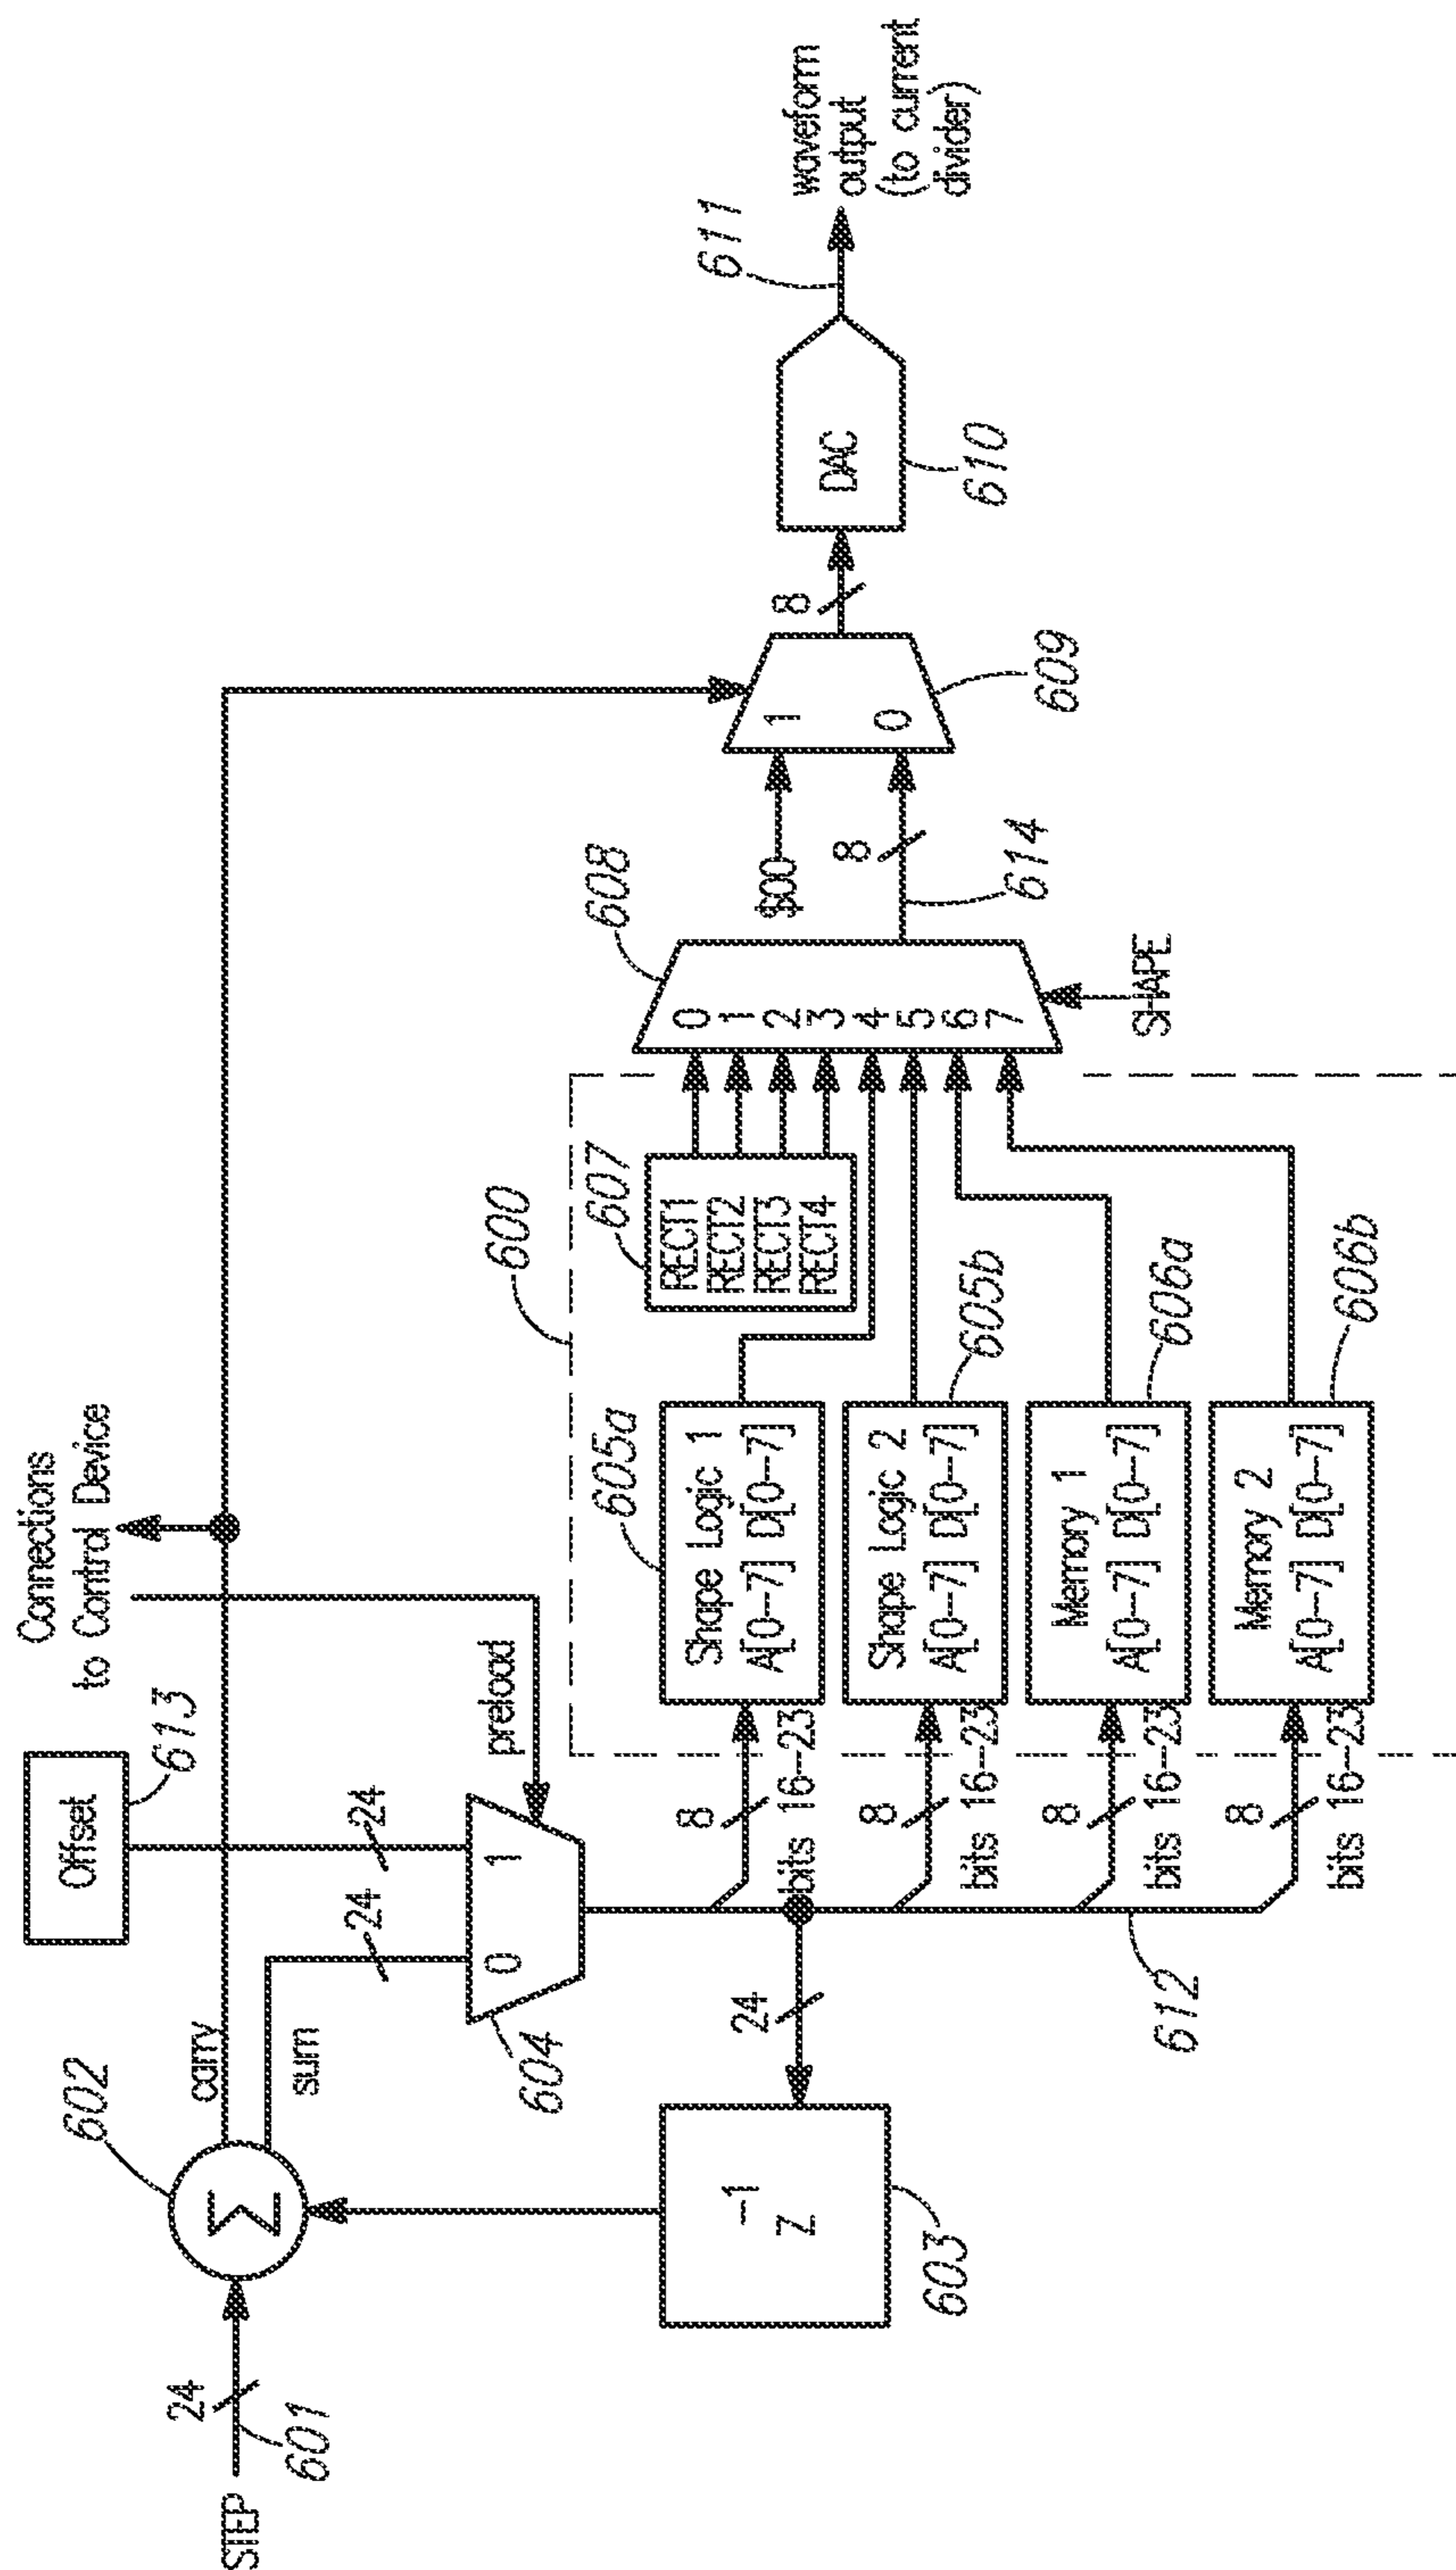 Connections
to Control Device
Offset
613
602
carry
sum
24
24
STEP
24
601
0
1
604
preload
z
-1
603
24
612
8
bits 16-23
8
bits 16-23
8
bits 16-23
8
bits 16-23
600
605a
Shape Logic 1
A[0-7] D[0-7]
Shape Logic 2
A[0-7] D[0-7]
605b
Memory 1
A[0-7] D[0-7]
606a
Memory 2
A[0-7] D[0-7]
606b
607
RECT1
RECT2
RECT3
RECT4
608
0
1
2
3
4
5
6
7
SHAPE
$00
8
614
1
0
609
8
DAC
610
611
waveform
output
(to current
divider)
Σ